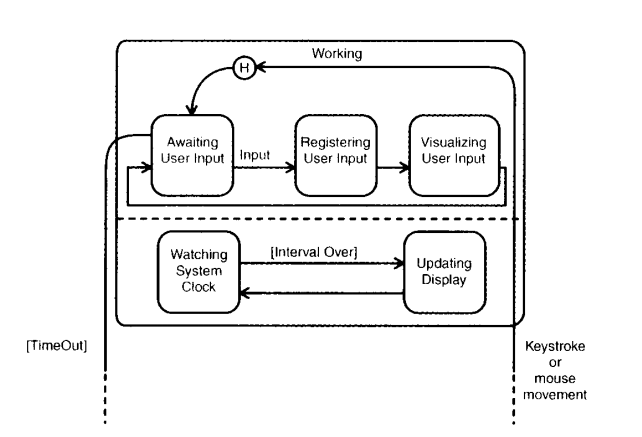 Working
H
Awaiting
User Input
Input
Registering
User Input
Visualizing
User Input
Watching
System
Clock
[Interval Over]
Updating
Display
[TimeOut]
Keystroke
or
mouse
movement